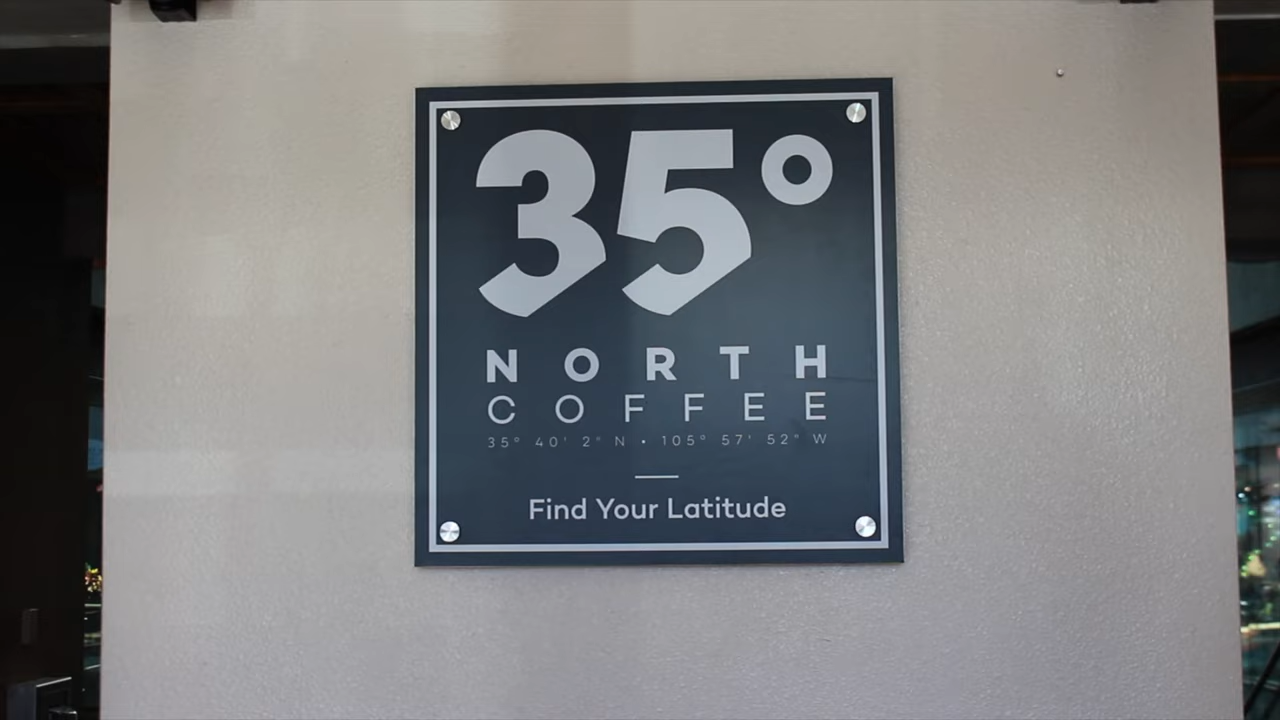 35°
NORTH
COFFEE
35° 40' 2" N • 105° 57' 52" W
Find Your Latitude